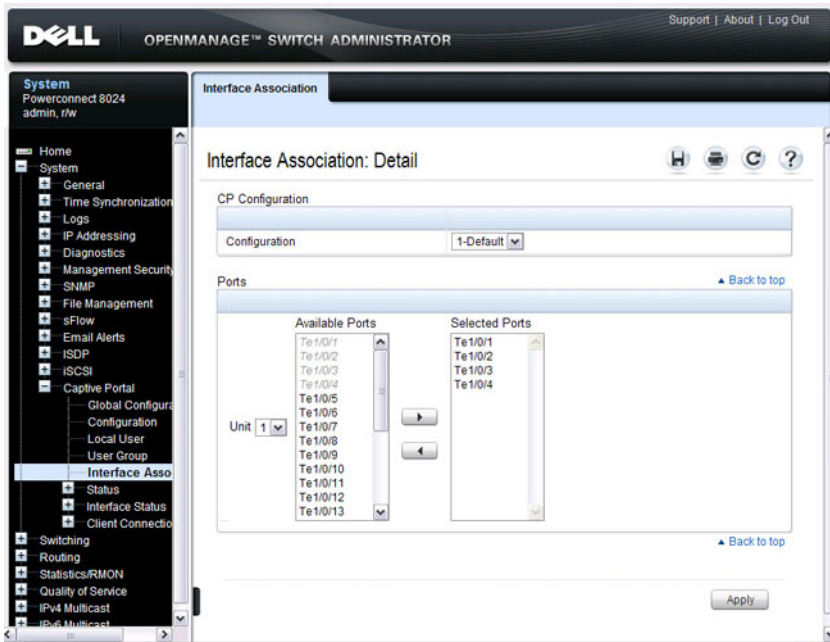 Support | About | Log Out
DELL
OPENMANAGE™ SWITCH ADMINISTRATOR
System
Powerconnect 8024
admin, r/w
Home
System
General
Time Synchronization
Logs
IP Addressing
Diagnostics
Management Security
SNMP
File Management
sFlow
Email Alerts
ISDP
iSCSI
Captive Portal
Global Configura
Configuration
Local User
User Group
Interface Asso
Status
Interface Status
Client Connectio
Switching
Routing
Statistics/RMON
Quality of Service
IPv4 Multicast
IPv6 Multicast
Interface Association
Interface Association: Detail
CP Configuration
Configuration
1-Default
Ports
Back to top
Available Ports
Selected Ports
Unit 1
Te1/0/1
Te1/0/2
Te1/0/3
Te1/0/4
Te1/0/5
Te1/0/6
Te1/0/7
Te1/0/8
Te1/0/9
Te1/0/10
Te1/0/11
Te1/0/12
Te1/0/13
Te1/0/1
Te1/0/2
Te1/0/3
Te1/0/4
Back to top
Apply